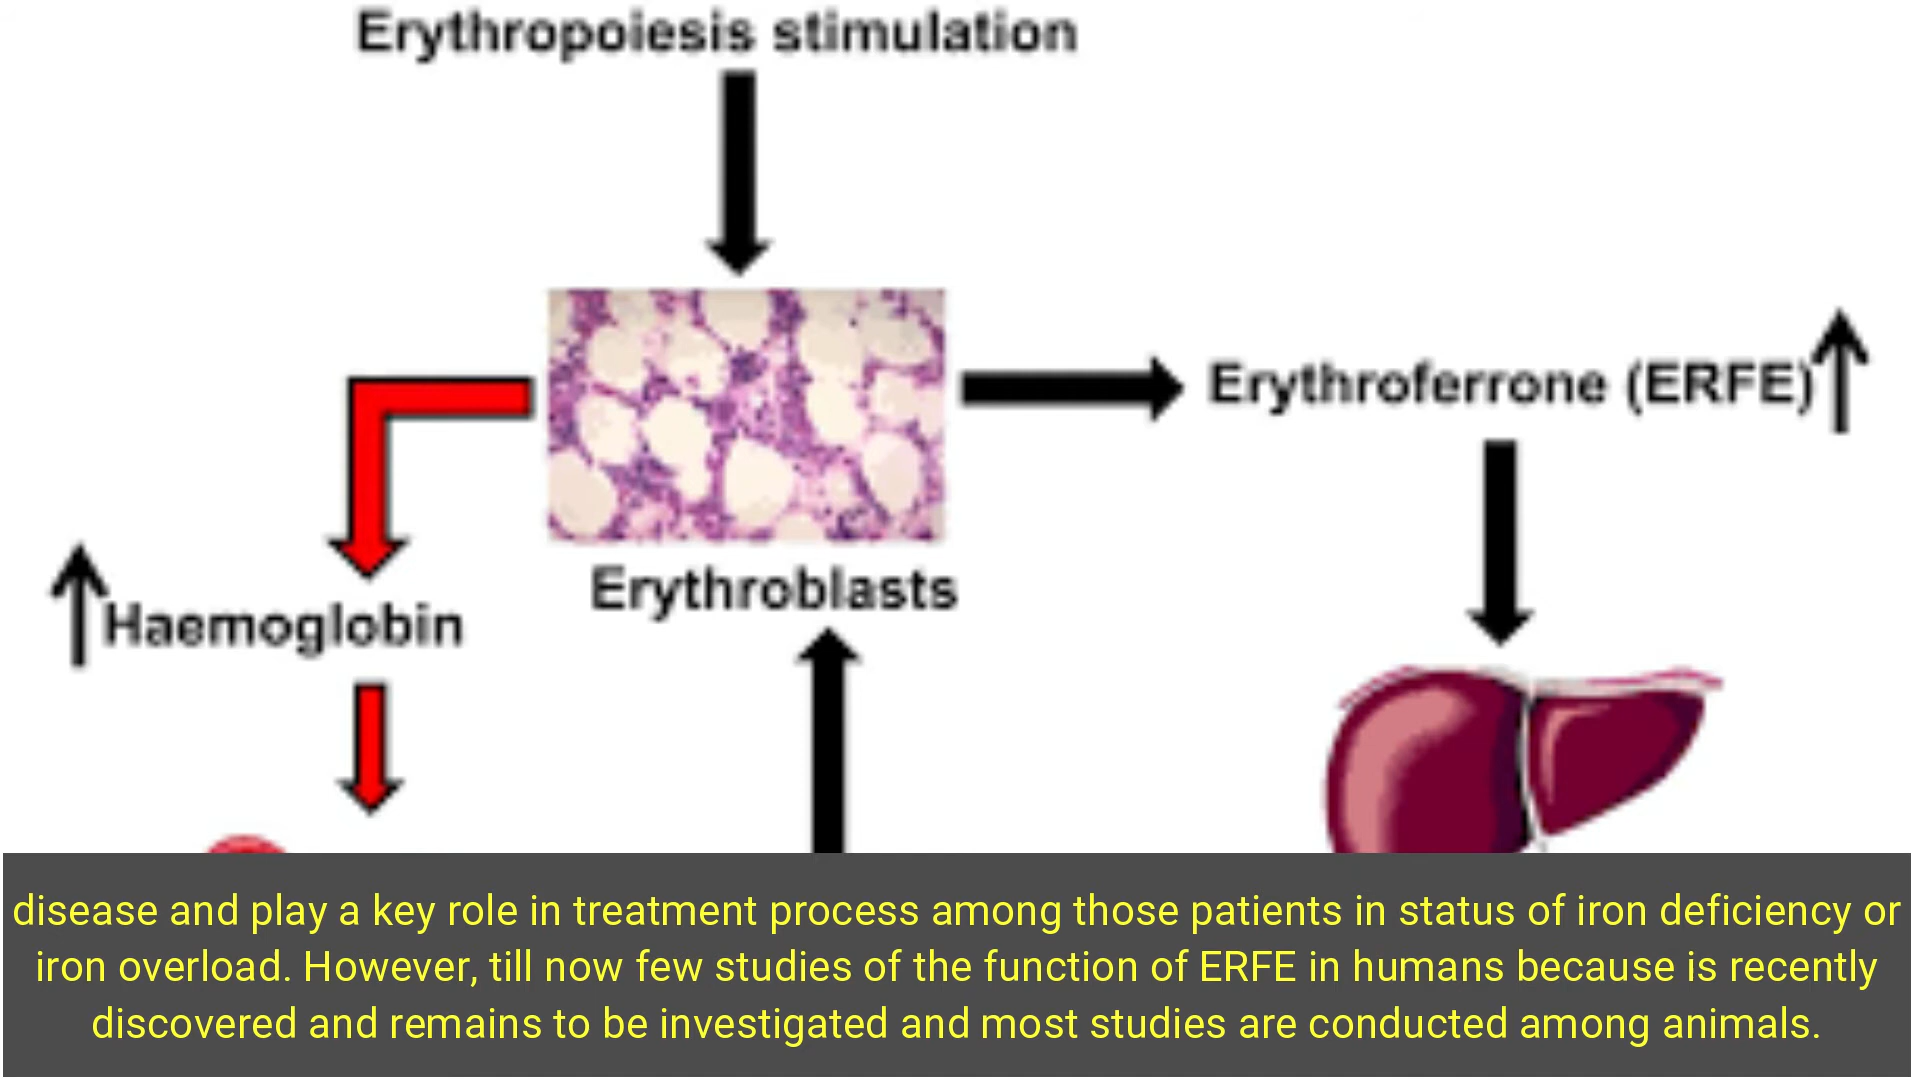 Erythropoiesis stimulation
Erythroferrone (ERFE)
Erythroblasts
Haemoglobin
disease and play a key role in treatment process among those patients in status of iron deficiency or
iron overload. However, till now few studies of the function of ERFE in humans because is recently
discovered and remains to be investigated and most studies are conducted among animals.